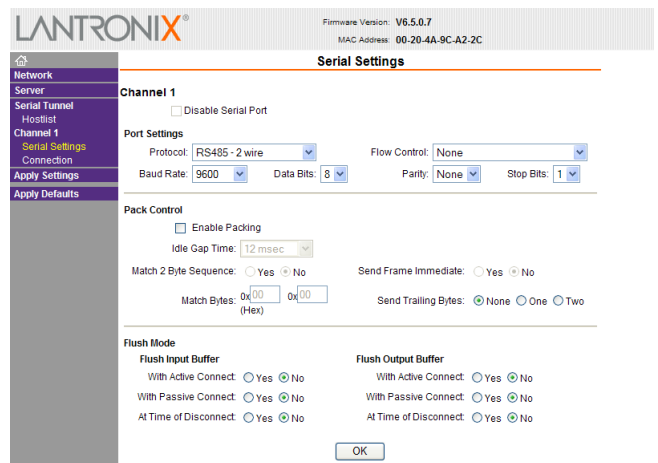 LANTRONIX®
Firmware Version: V6.5.0.7
MAC Address: 00-20-4A-9C-A2-2C
Network
Server
Serial Tunnel
Hostlist
Channel 1
Serial Settings
Connection
Apply Settings
Apply Defaults
Serial Settings
Channel 1
Disable Serial Port
Port Settings
Protocol: RS485 - 2 wire Flow Control: None
Baud Rate: 9600 Data Bits: 8 Parity: None Stop Bits: 1
Pack Control
Enable Packing
Idle Gap Time: 12 msec
Match 2 Byte Sequence: Yes No Send Frame Immediate: Yes No
Match Bytes: 0x 00 0x 00 Send Trailing Bytes: None One Two
(Hex)
Flush Mode
Flush Input Buffer Flush Output Buffer
With Active Connect: Yes No With Active Connect: Yes No
With Passive Connect: Yes No With Passive Connect: Yes No
At Time of Disconnect: Yes No At Time of Disconnect: Yes No
OK